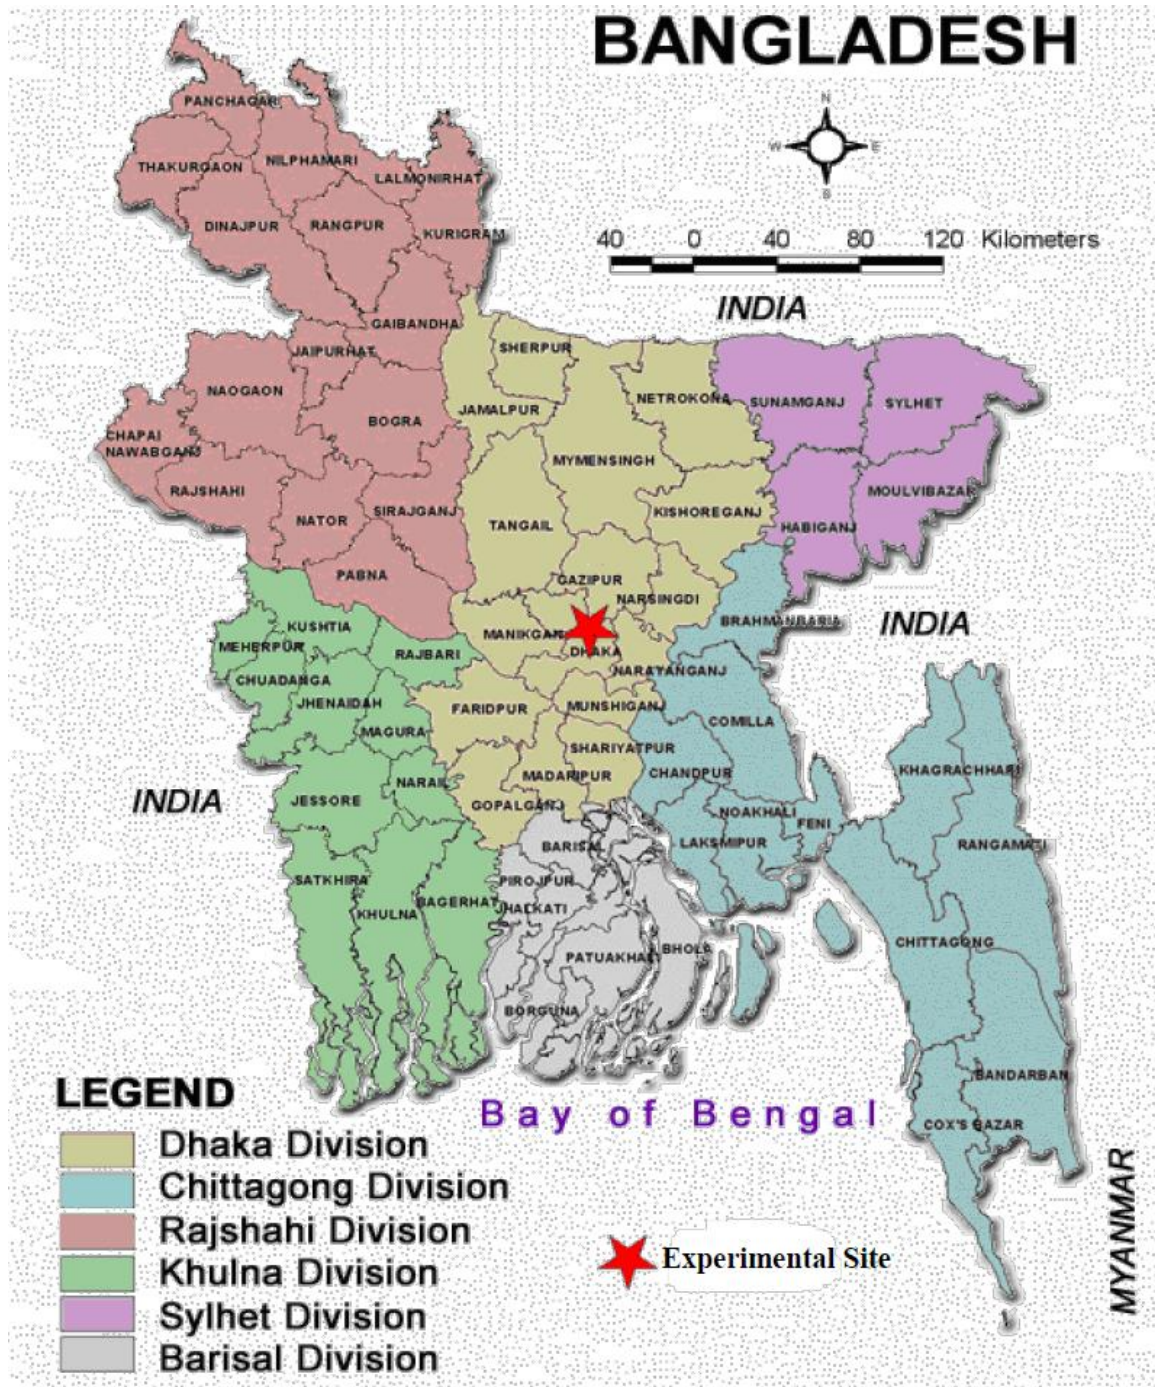 BANGLADESH
N
W E
S
40 0 40 80 120 Kilometers
INDIA
PANCHAGAR
THAKURGAON
NILPHAMARI
LALMONIRHAT
DINAJPUR
RANGPUR
KURIGRAM
GAIBANDHA
JAIPURHAT
NAOGAON
BOGRA
CHAPAI
NAWABGANJ
RAJSHAHI
NATOR
SIRAJGANJ
PABNA
SHERPUR
JAMALPUR
NETROKONA
MYMENSINGH
TANGAIL
KISHOREGANJ
GAZIPUR
NARSINGDI
MANIKGANJ
DHAKA
NARAYANGANJ
FARIDPUR
MUNSHIGANJ
SHARIYATPUR
MADARIPUR
GOPALGANJ
SUNAMGANJ
SYLHET
MOULVIBAZAR
HABIGANJ
BRAHMANBARIA
INDIA
KUSHTIA
MEHERPUR
RAJBARI
CHUADANGA
JHENAIDAH
MAGURA
NARAIL
JESSORE
INDIA
SATKHIRA
KHULNA
BAGERHAT
COMILLA
CHANDPUR
NOAKHALI
FENI
LAKSMIPUR
KHAGRACHHARI
RANGAMATI
CHITTAGONG
BANDARBAN
COX'S BAZAR
BARISAL
PIROJPUR
JHALKATI
PATUAKHALI
BHOLA
BORGUNA
Bay of Bengal
MYANMAR
LEGEND
Dhaka Division
Chittagong Division
Rajshahi Division
Khulna Division
Sylhet Division
Barisal Division
Experimental Site